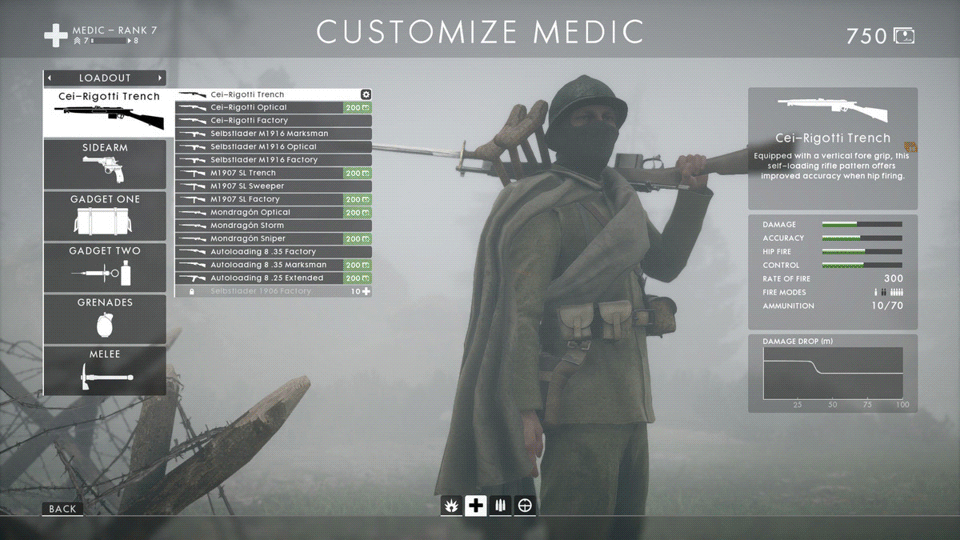 MEDIC – RANK 7
7 8
CUSTOMIZE MEDIC
750
LOADOUT
Cei-Rigotti Trench
SIDEARM
GADGET ONE
GADGET TWO
GRENADES
MELEE
Cei-Rigotti Trench
Cei-Rigotti Optical 200
Cei-Rigotti Factory
Selbstlader M1916 Marksman
Selbstlader M1916 Optical
Selbstlader M1916 Factory
M1907 SL Trench 200
M1907 SL Sweeper
M1907 SL Factory 200
Mondragón Optical 200
Mondragón Storm
Mondragón Sniper 200
Autoloading 8 .35 Factory
Autoloading 8 .35 Marksman 200
Autoloading 8 .25 Extended 200
Selbstlader 1906 Factory 10
Cei-Rigotti Trench
Equipped with a vertical fore grip, this
self-loading rifle pattern offers
improved accuracy when hip firing.
DAMAGE
ACCURACY
HIP FIRE
CONTROL
RATE OF FIRE 300
FIRE MODES
AMMUNITION 10/70
DAMAGE DROP (m)
25 50 75 100
BACK